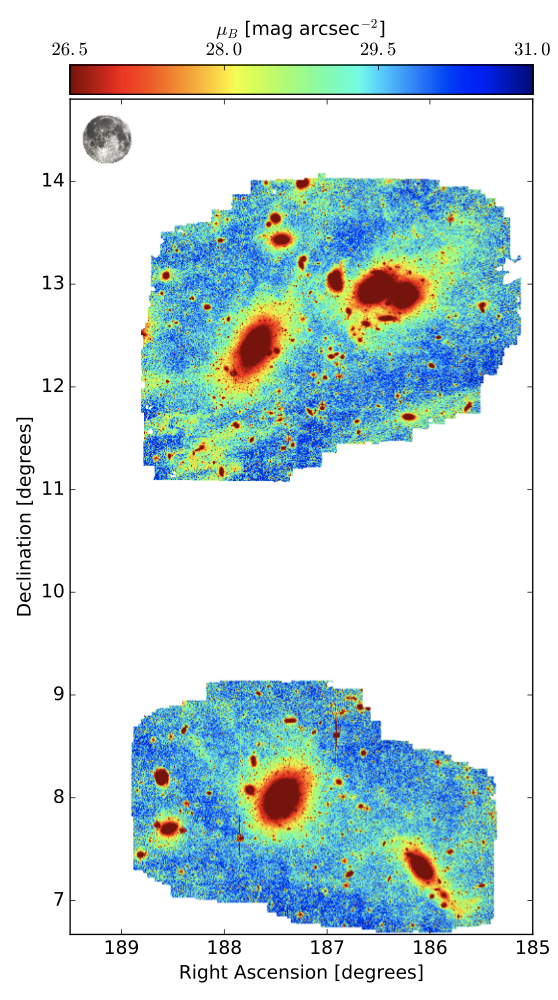 μ_B [mag arcsec⁻²]
26.5 28.0 29.5 31.0
14
13
12
11
10
9
8
7
Declination [degrees]
189 188 187 186 185
Right Ascension [degrees]